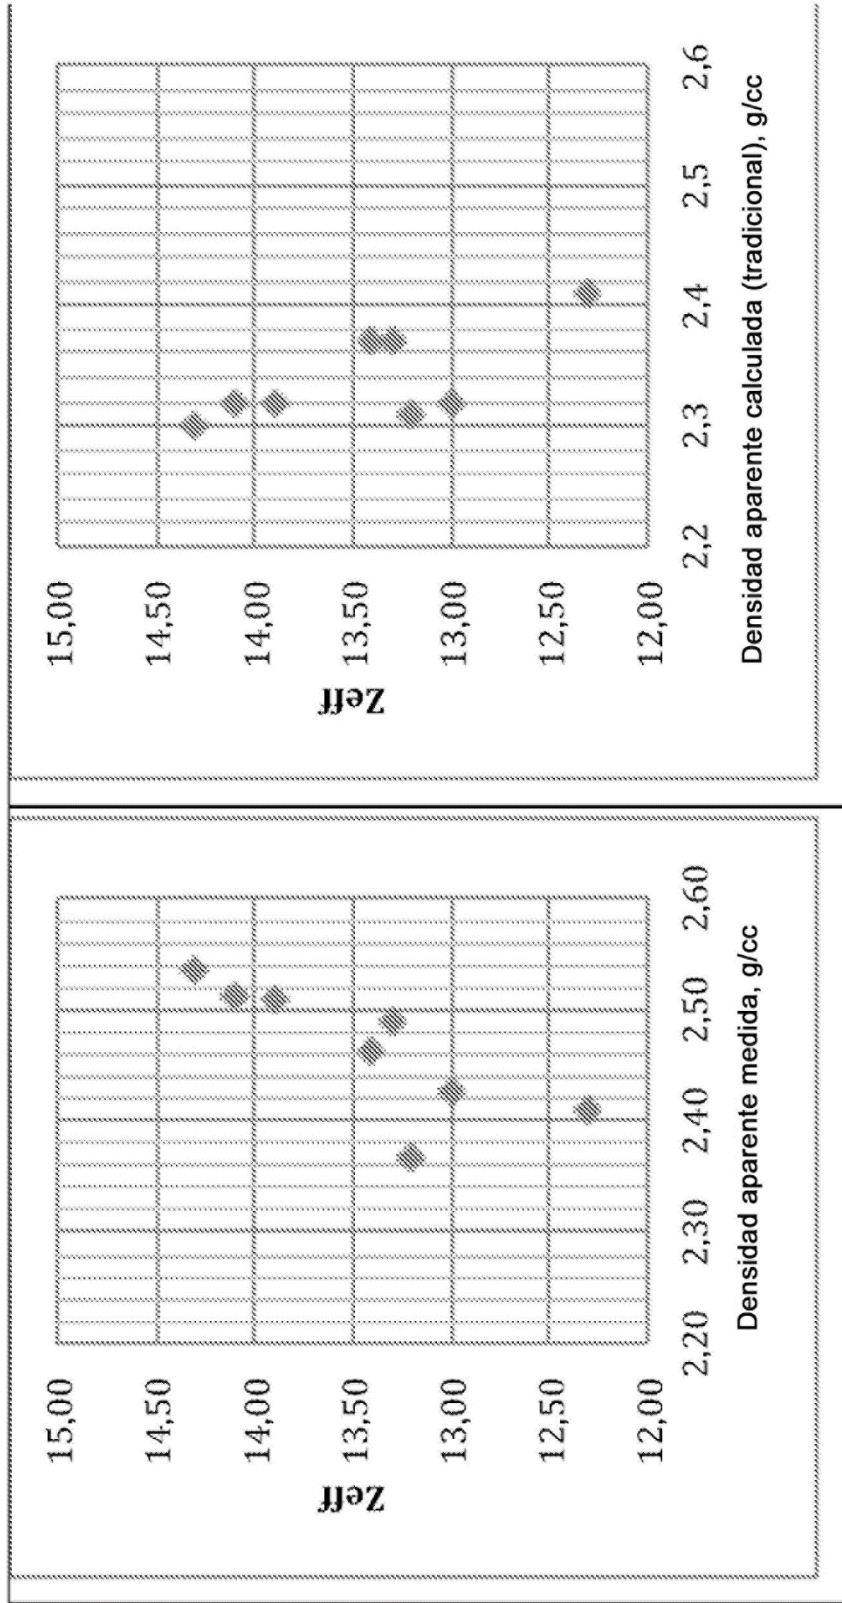 15,00
14,50
14,00
13,50
13,00
12,50
12,00
Zeff
2,20 2,30 2,40 2,50 2,60
Densidad aparente medida, g/cc
15,00
14,50
14,00
13,50
13,00
12,50
12,00
Zeff
2,2 2,3 2,4 2,5 2,6
Densidad aparente calculada (tradicional), g/cc